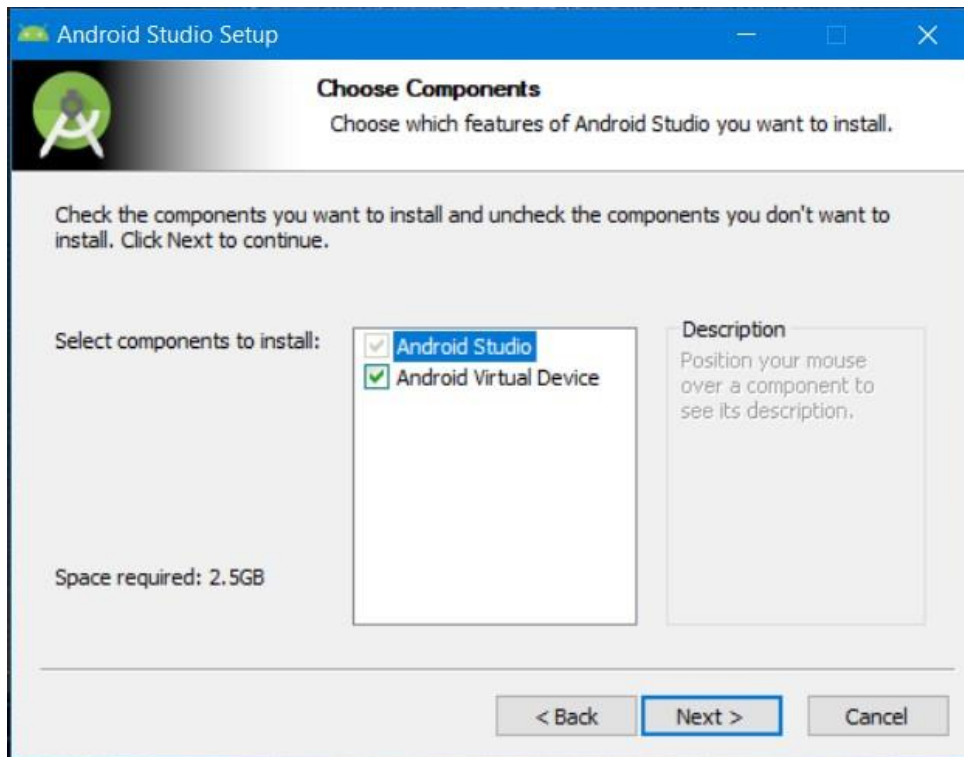 Android Studio Setup
Choose Components
Choose which features of Android Studio you want to install.
Check the components you want to install and uncheck the components you don't want to
install. Click Next to continue.
Select components to install:
Android Studio
Android Virtual Device
Description
Position your mouse
over a component to
see its description.
Space required: 2.5GB
< Back
Next >
Cancel